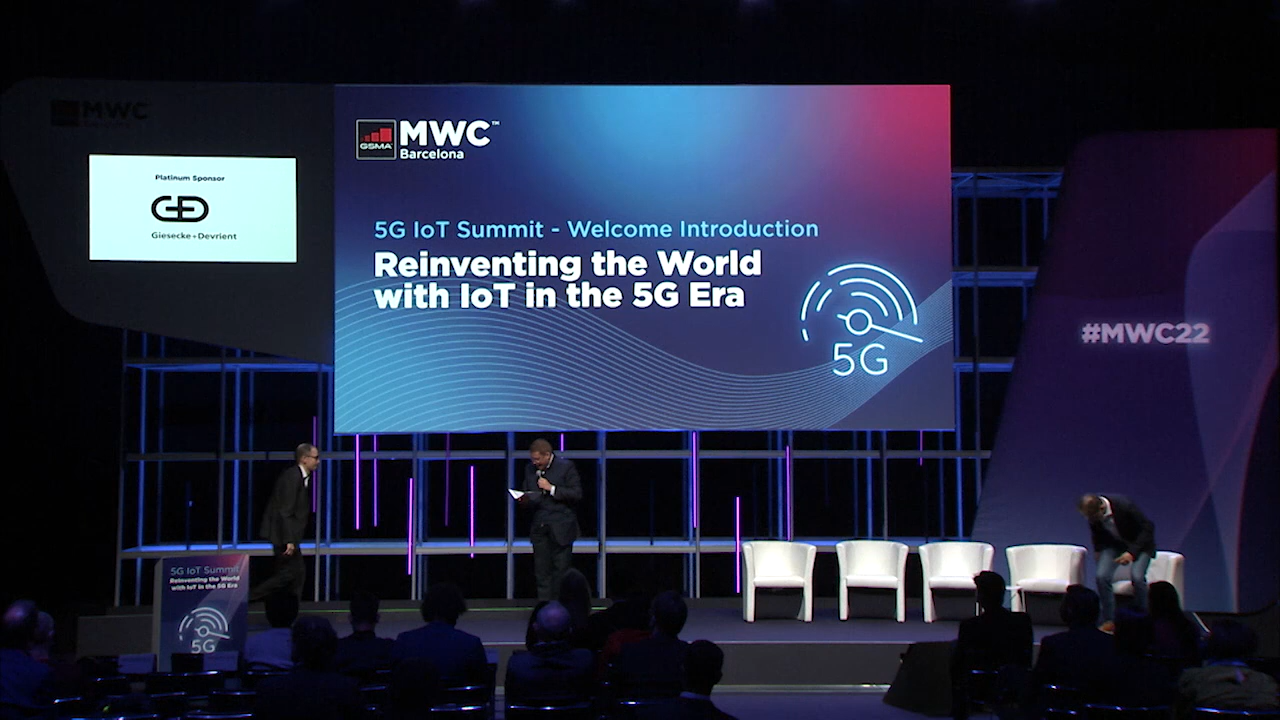 MWC
Platinum Sponsor
Giesecke+Devrient
GSMA
MWC™
Barcelona
5G IoT Summit - Welcome Introduction
Reinventing the World
with IoT in the 5G Era
5G
#MWC22
5G IoT Summit
Reinventing the World
with IoT in the 5G Era
5G